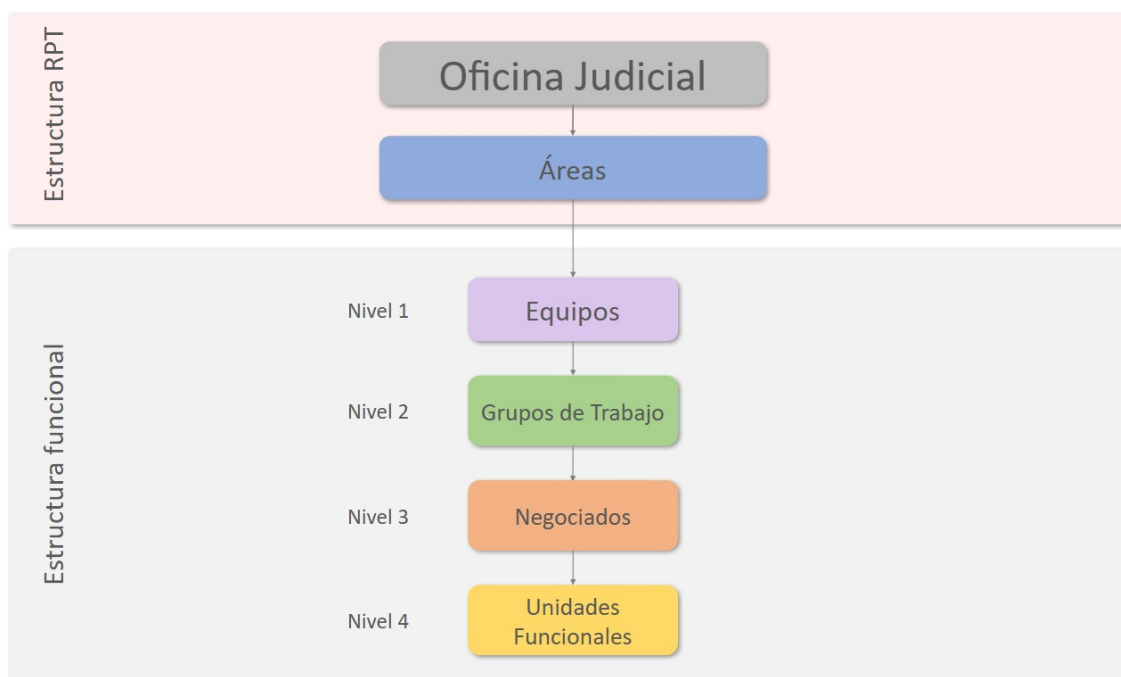 Estructura RPT
Oficina Judicial
Áreas
Estructura funcional
Nivel 1
Equipos
Nivel 2
Grupos de Trabajo
Nivel 3
Negociados
Nivel 4
Unidades
Funcionales